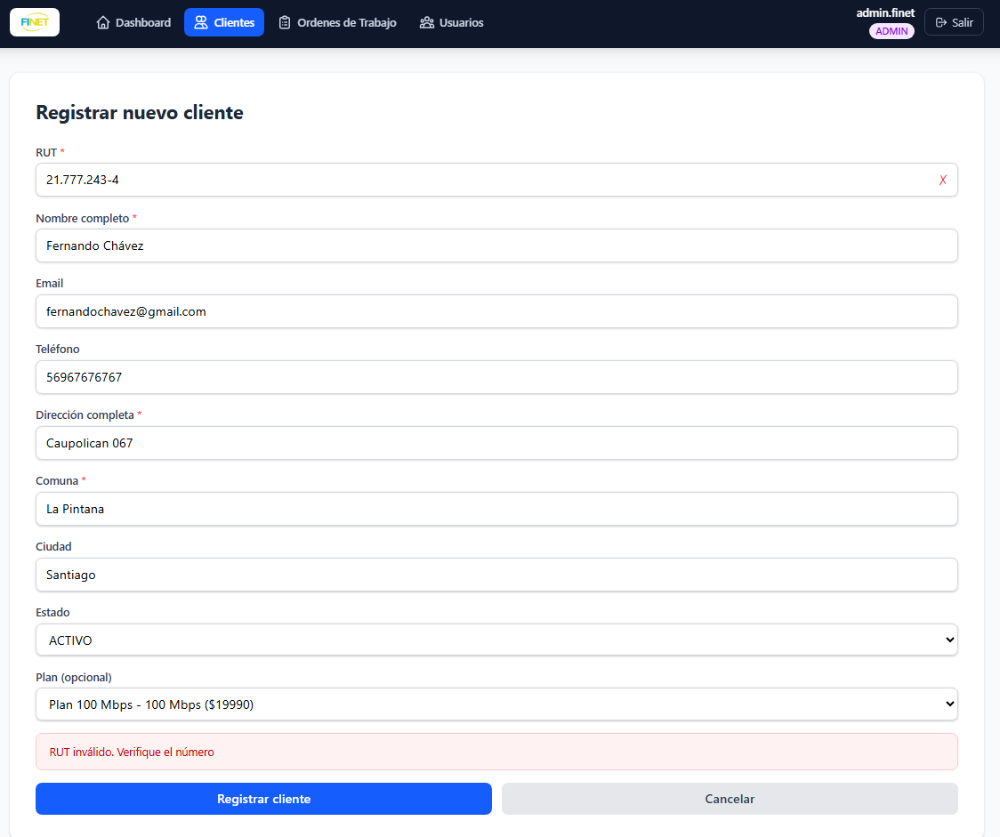 FINET
Dashboard
Clientes
Ordenes de Trabajo
Usuarios
admin.finet
ADMIN
Salir
Registrar nuevo cliente
RUT *
21.777.243-4
X
Nombre completo *
Fernando Chávez
Email
fernandochavez@gmail.com
Teléfono
56967676767
Dirección completa *
Caupolican 067
Comuna *
La Pintana
Ciudad
Santiago
Estado
ACTIVO
Plan (opcional)
Plan 100 Mbps - 100 Mbps ($19990)
RUT inválido. Verifique el número
Registrar cliente
Cancelar